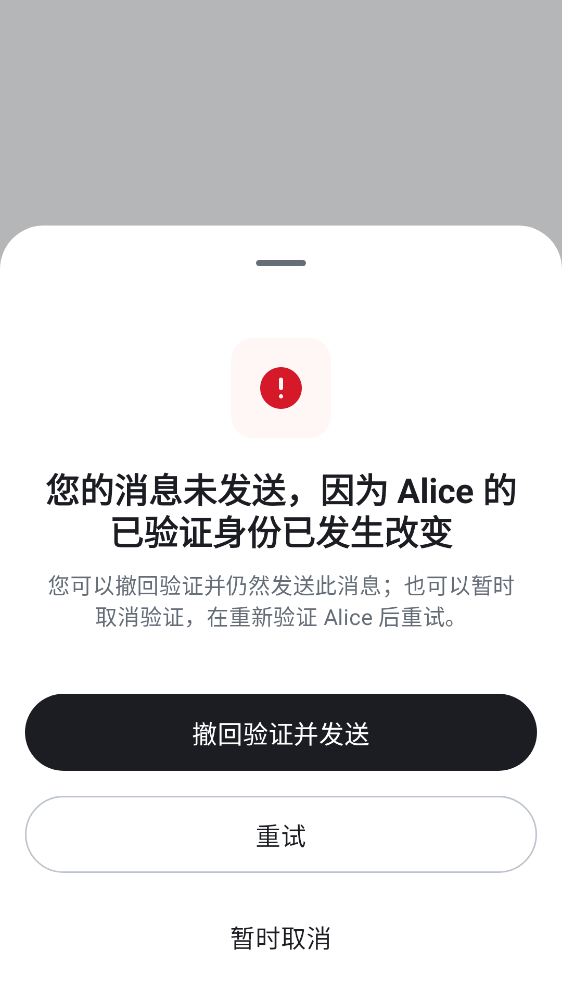 您的消息未发送，因为 Alice 的
已验证身份已发生改变
您可以撤回验证并仍然发送此消息；也可以暂时
取消验证，在重新验证 Alice 后重试。
撤回验证并发送
重试
暂时取消